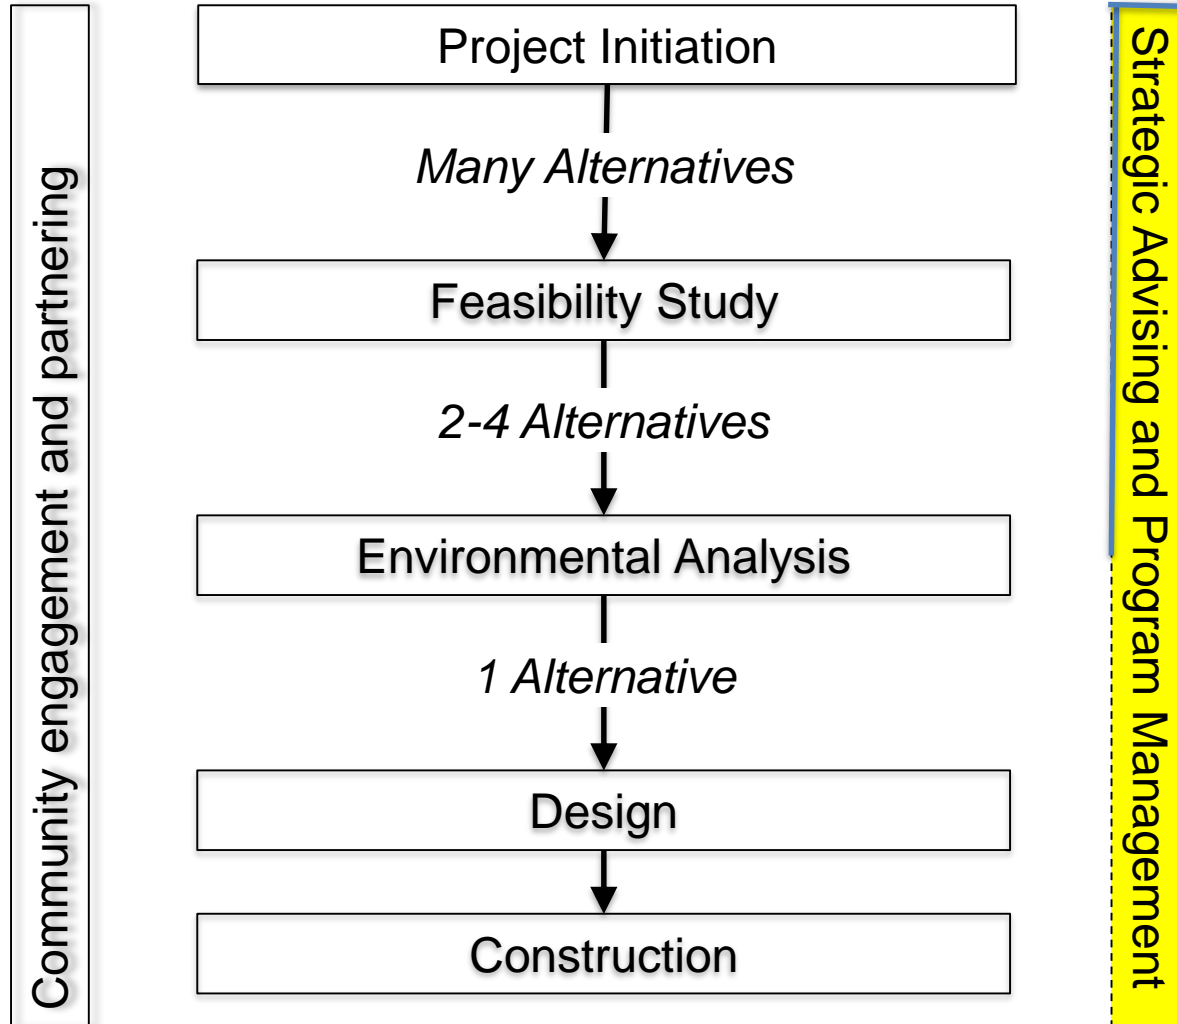 Project Initiation
Many Alternatives
Feasibility Study
2-4 Alternatives
Environmental Analysis
1 Alternative
Design
Construction
Community engagement and partnering
Strategic Advising and Program Management